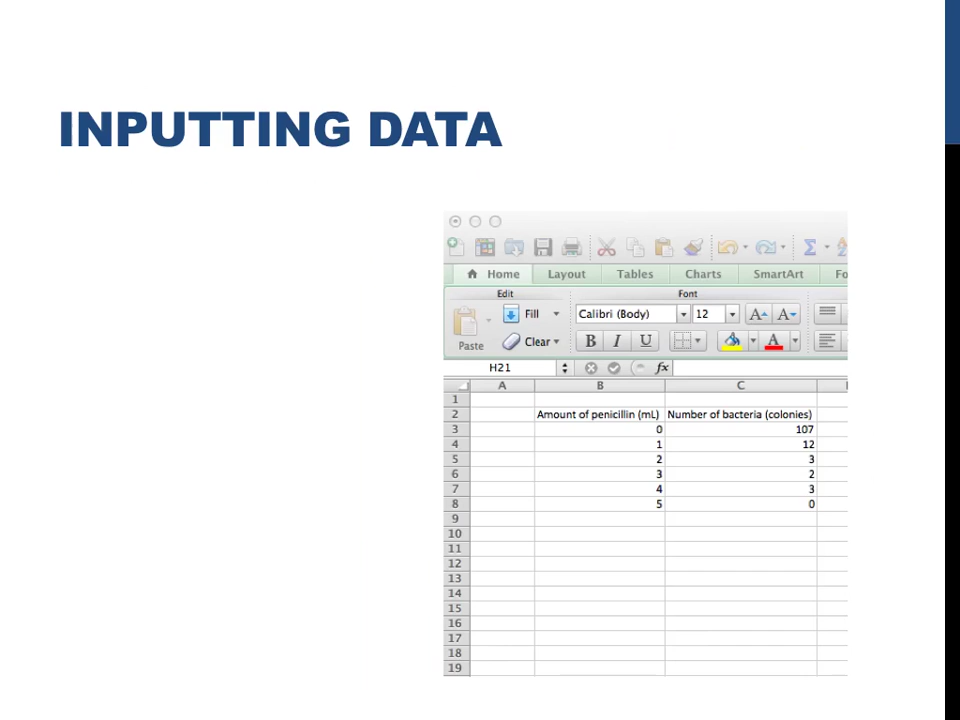 INPUTTING DATA
Home Layout Tables Charts SmartArt Fo
Edit Font
Fill Calibri (Body) 12 A A
Paste Clear B I U A
H21 fx
A B C
1
2 Amount of penicillin (mL) Number of bacteria (colonies)
3 0 107
4 1 12
5 2 3
6 3 2
7 4 3
8 5 0
9
10
11
12
13
14
15
16
17
18
19